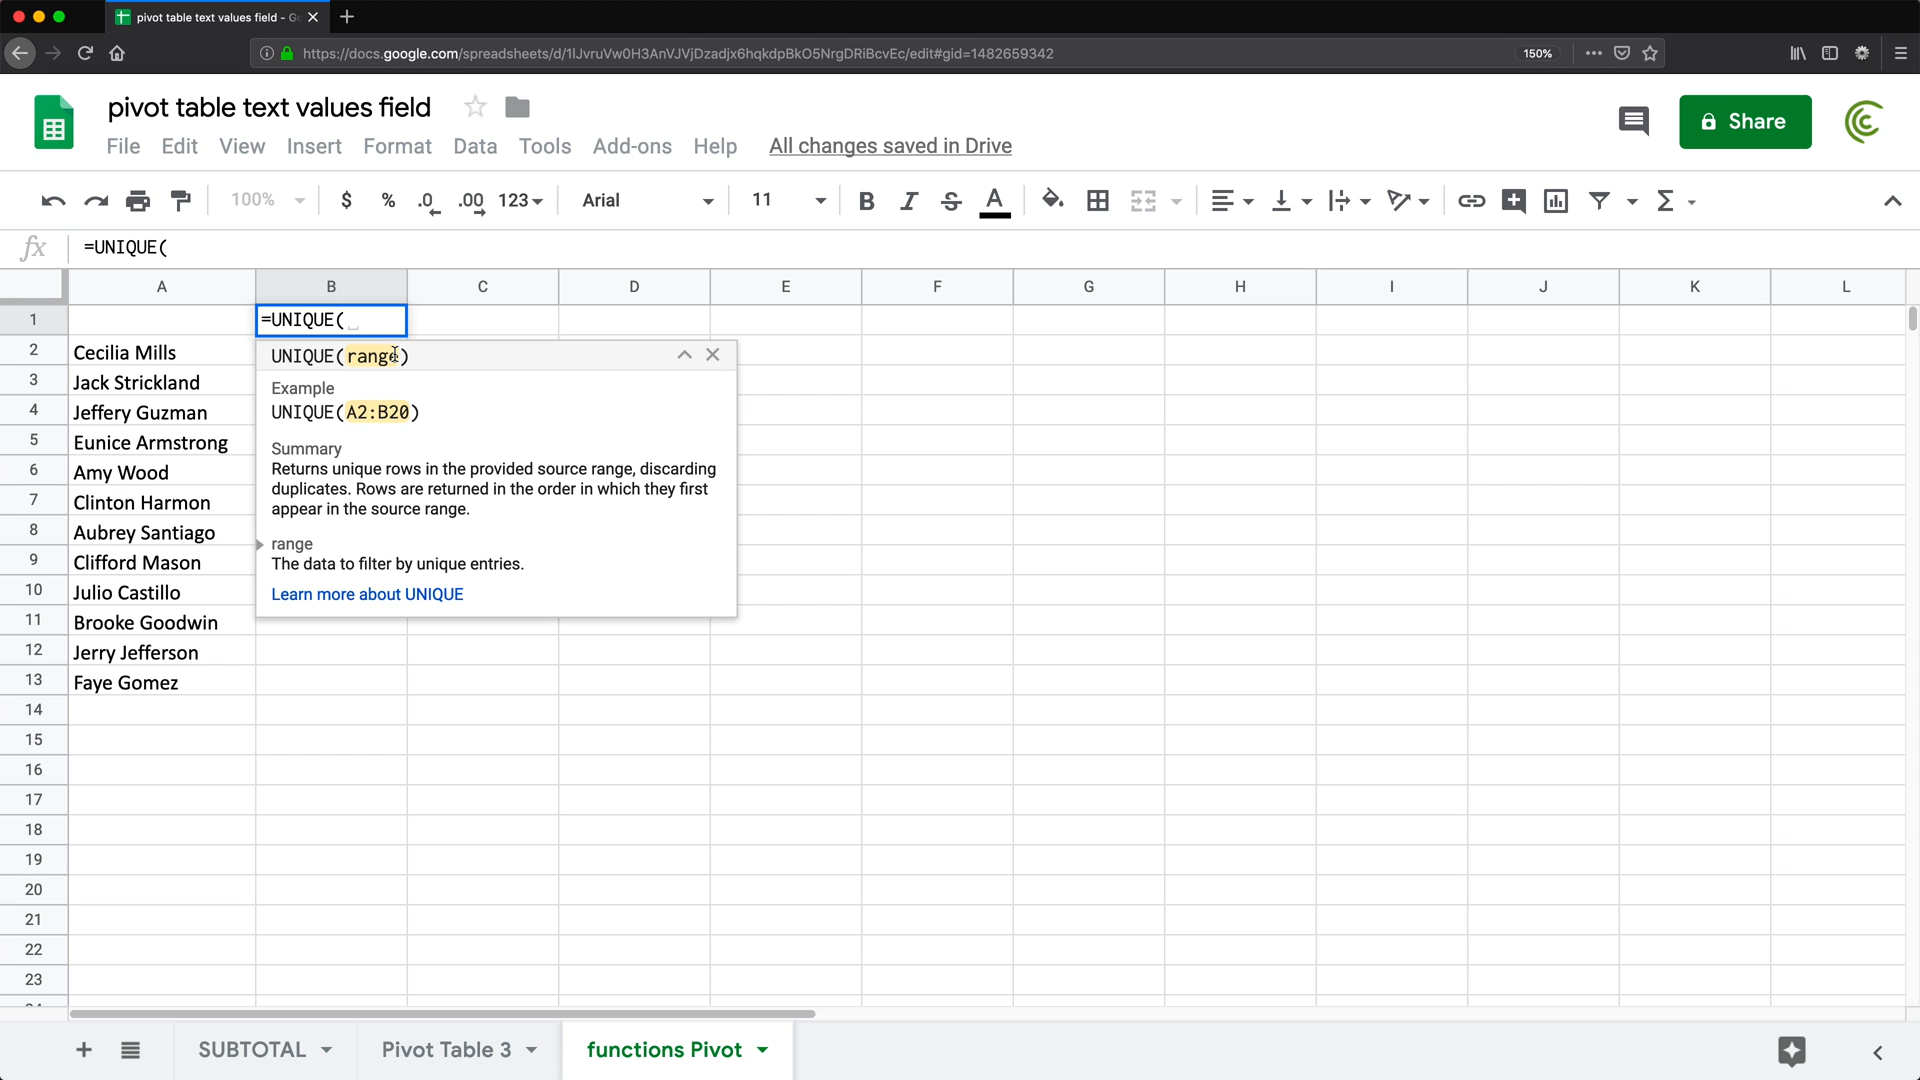 pivot table text values field - Go
https://docs.google.com/spreadsheets/d/1IJvruVw0H3AnVJVjDzadjx6hqkdpBkO5NrgDRiBcvEc/edit#gid=1482659342
150%
pivot table text values field
Share
File Edit View Insert Format Data Tools Add-ons Help All changes saved in Drive
100% $ % .0 .00 123 Arial 11 B I S A Σ
fx =UNIQUE(
A B C D E F G H I J K L
1 =UNIQUE(
2 Cecilia Mills
3 Jack Strickland
4 Jeffery Guzman
5 Eunice Armstrong
6 Amy Wood
7 Clinton Harmon
8 Aubrey Santiago
9 Clifford Mason
10 Julio Castillo
11 Brooke Goodwin
12 Jerry Jefferson
13 Faye Gomez
14
15
16
17
18
19
20
21
22
23
UNIQUE(range)
Example
UNIQUE(A2:B20)
Summary
Returns unique rows in the provided source range, discarding
duplicates. Rows are returned in the order in which they first
appear in the source range.
range
The data to filter by unique entries.
Learn more about UNIQUE
SUBTOTAL Pivot Table 3 functions Pivot